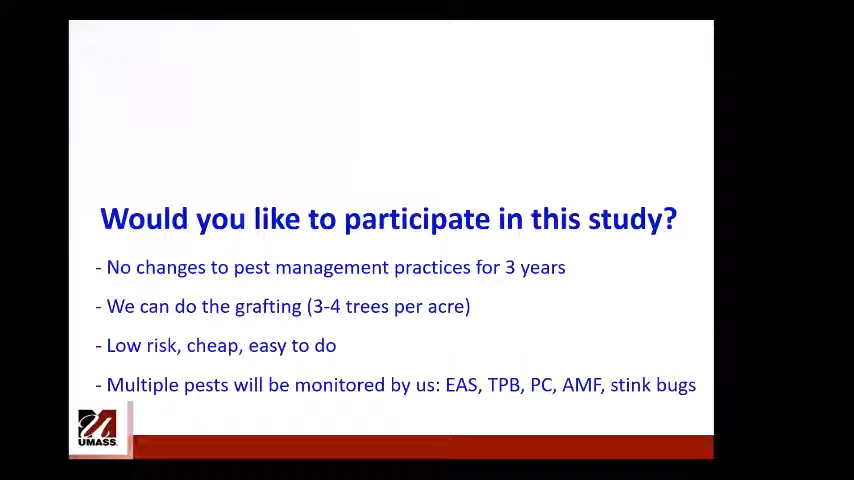 Would you like to participate in this study?
- No changes to pest management practices for 3 years
- We can do the grafting (3-4 trees per acre)
- Low risk, cheap, easy to do
- Multiple pests will be monitored by us: EAS, TPB, PC, AMF, stink bugs
UMASS